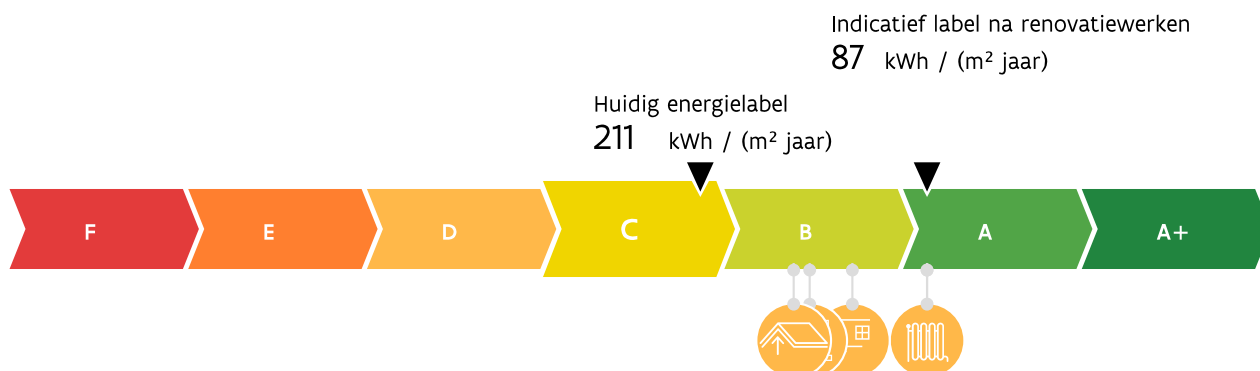 Indicatief label na renovatiewerken
87 kWh / (m² jaar)
Huidig energielabel
211 kWh / (m² jaar)
F E D C B A A+